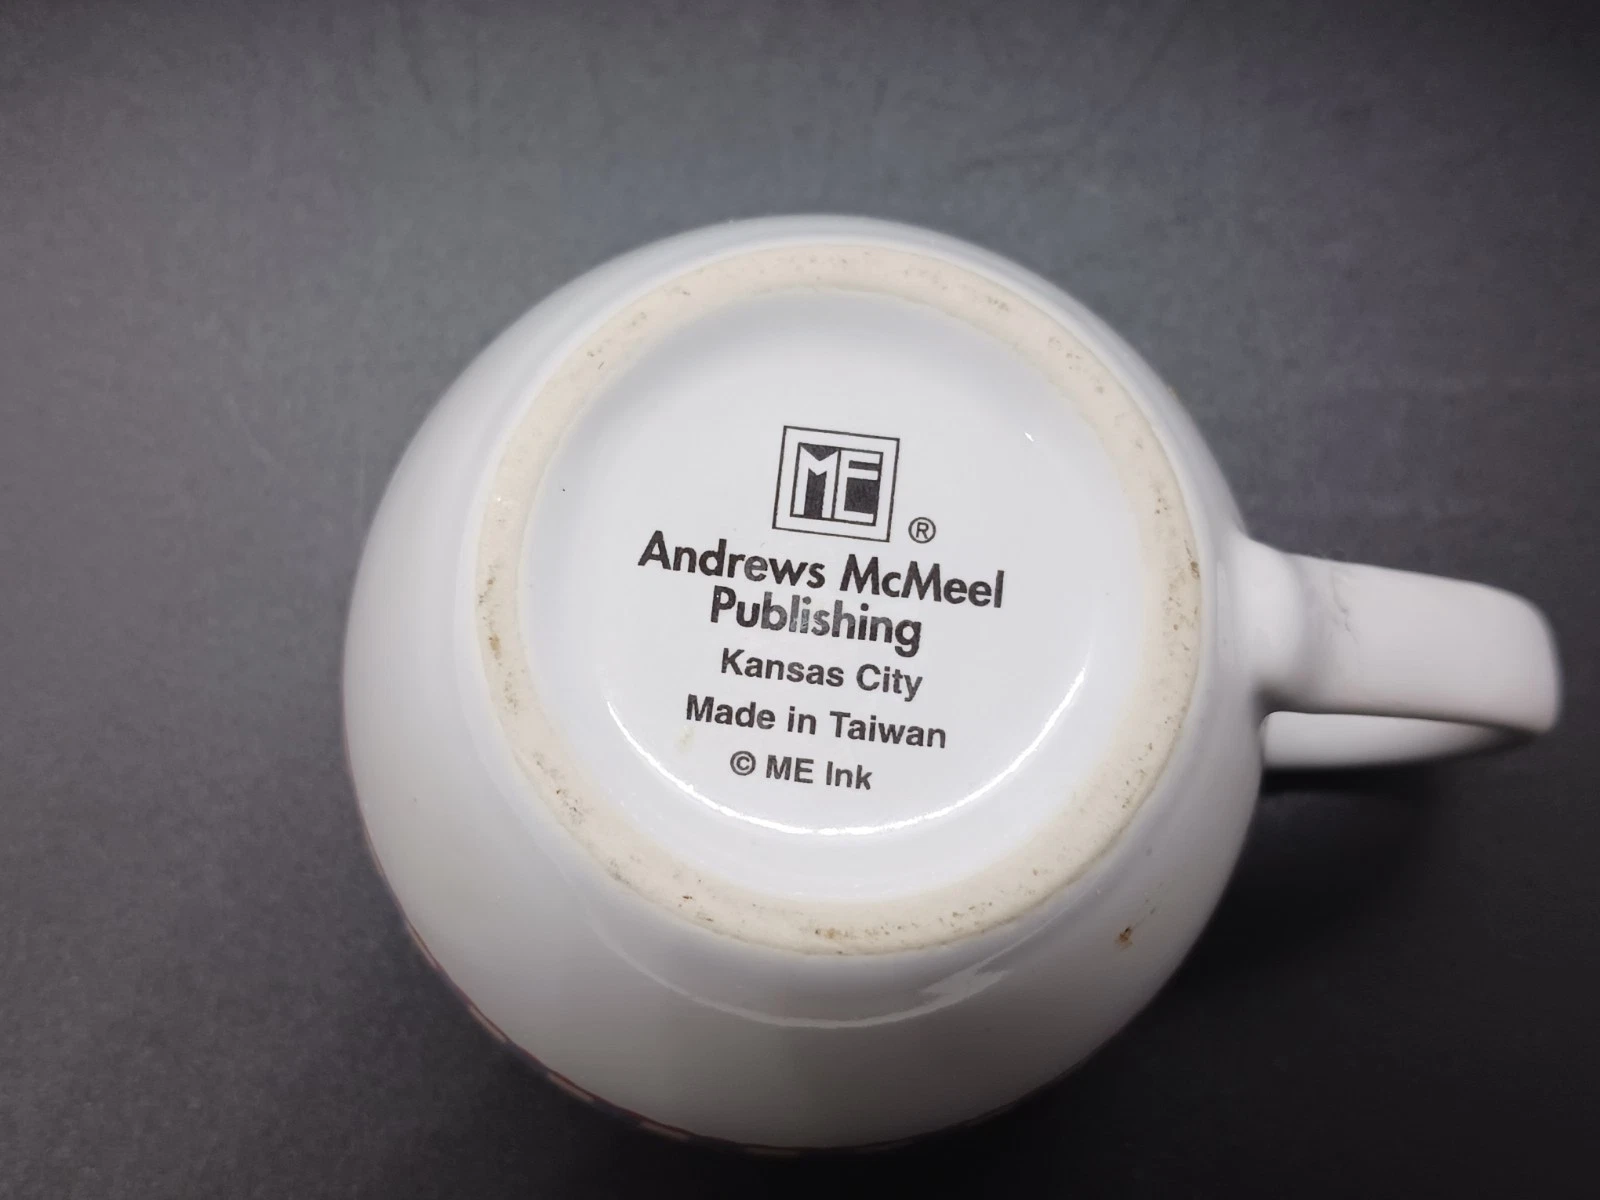 ME ®
Andrews McMeel
Publishing
Kansas City
Made in Taiwan
© ME Ink